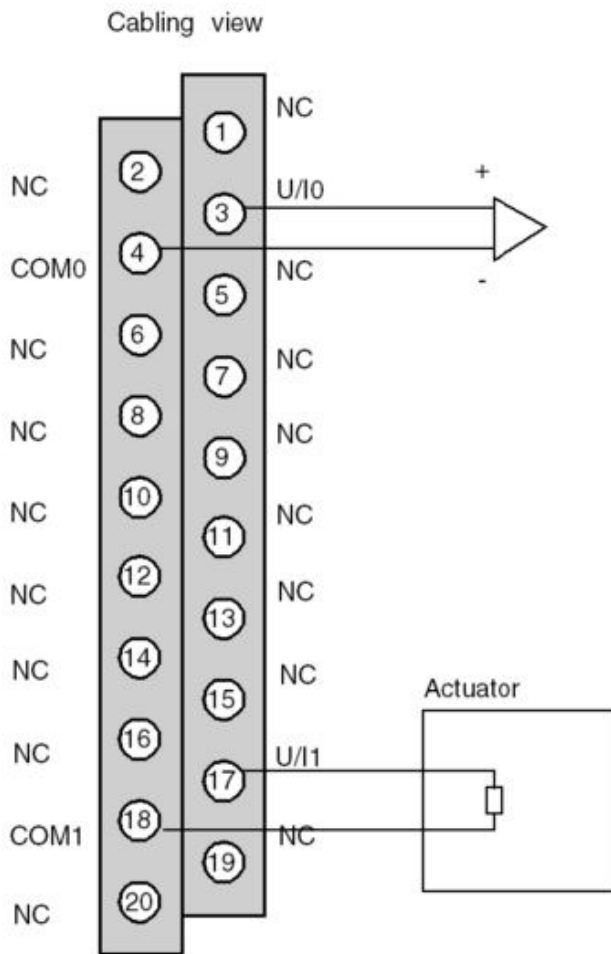 Cabling view
NC
1
2
NC
U/I0
3
+
4
COM0
NC
5
-
6
NC
7
NC
8
NC
9
NC
10
NC
11
NC
12
NC
13
NC
14
NC
15
NC
Actuator
16
NC
U/I1
17
18
COM1
NC
19
20
NC